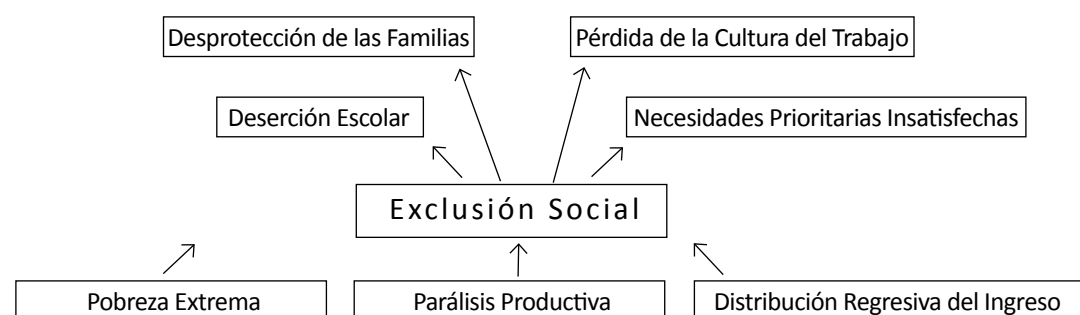 Desprotección de las Familias
Pérdida de la Cultura del Trabajo
Deserción Escolar
Necesidades Prioritarias Insatisfechas
Exclusión Social
Pobreza Extrema
Parálisis Productiva
Distribución Regresiva del Ingreso